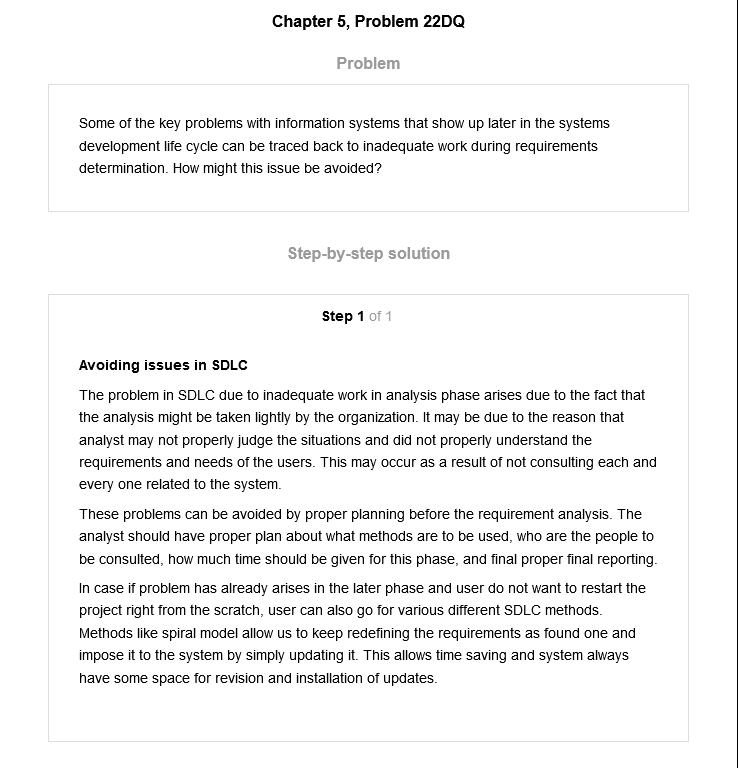 Chapter 5, Problem 22DQ
Problem
Some of the key problems with information systems that show up later in the systems
development life cycle can be traced back to inadequate work during requirements
determination. How might this issue be avoided?
Step-by-step solution
Step 1 of 1
Avoiding issues in SDLC
The problem in SDLC due to inadequate work in analysis phase arises due to the fact that
the analysis might be taken lightly by the organization. It may be due to the reason that
analyst may not properly judge the situations and did not properly understand the
requirements and needs of the users. This may occur as a result of not consulting each and
every one related to the system.
These problems can be avoided by proper planning before the requirement analysis. The
analyst should have proper plan about what methods are to be used, who are the people to
be consulted, how much time should be given for this phase, and final proper final reporting.
In case if problem has already arises in the later phase and user do not want to restart the
project right from the scratch, user can also go for various different SDLC methods.
Methods like spiral model allow us to keep redefining the requirements as found one and
impose it to the system by simply updating it. This allows time saving and system always
have some space for revision and installation of updates.